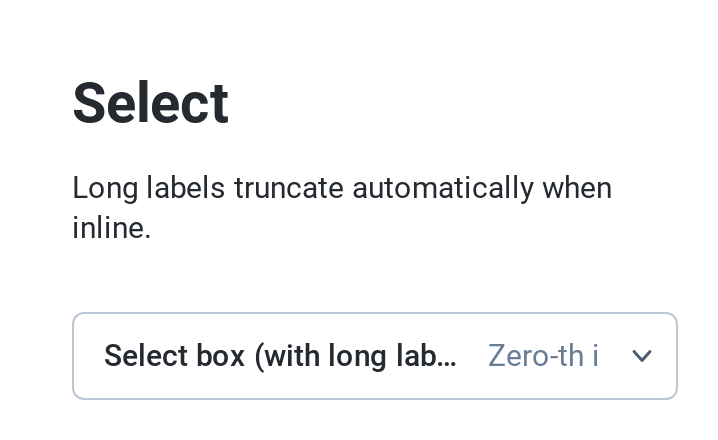 Select
Long labels truncate automatically when
inline.
Select box (with long lab… Zero-th i